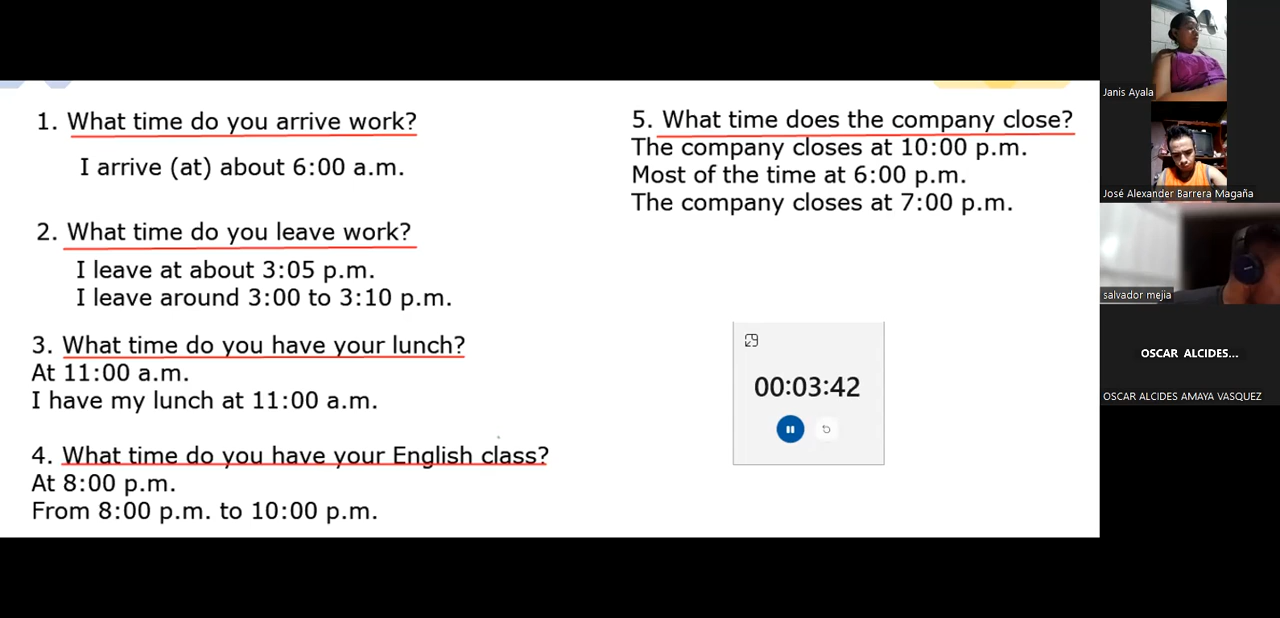 1. What time do you arrive work?
I arrive (at) about 6:00 a.m.
2. What time do you leave work?
I leave at about 3:05 p.m.
I leave around 3:00 to 3:10 p.m.
3. What time do you have your lunch?
At 11:00 a.m.
I have my lunch at 11:00 a.m.
4. What time do you have your English class?
At 8:00 p.m.
From 8:00 p.m. to 10:00 p.m.
5. What time does the company close?
The company closes at 10:00 p.m.
Most of the time at 6:00 p.m.
The company closes at 7:00 p.m.
00:03:42
Janis Ayala
José Alexander Barrera Magaña
salvador mejia
OSCAR ALCIDES...
OSCAR ALCIDES AMAYA VASQUEZ